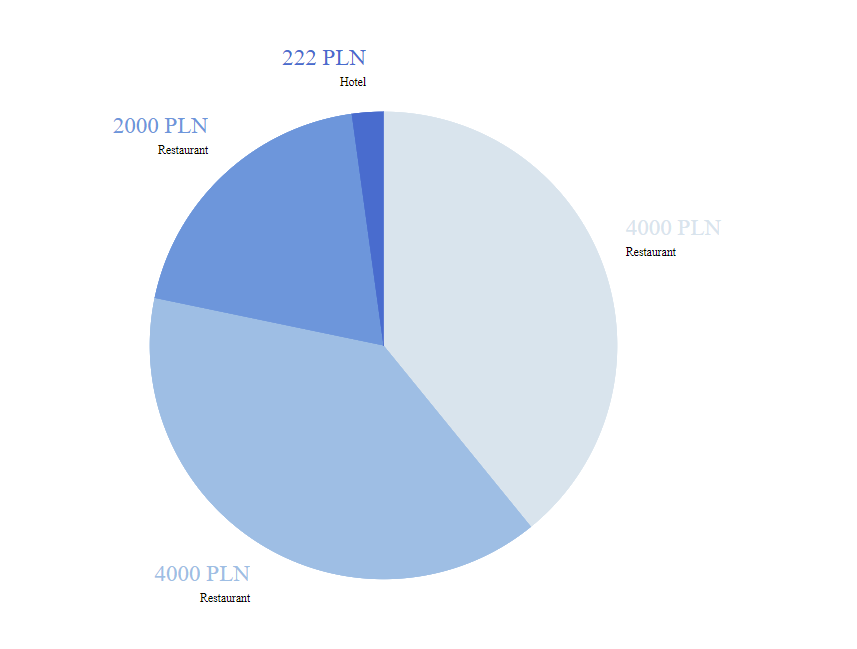 222 PLN
Hotel
2000 PLN
Restaurant
4000 PLN
Restaurant
4000 PLN
Restaurant